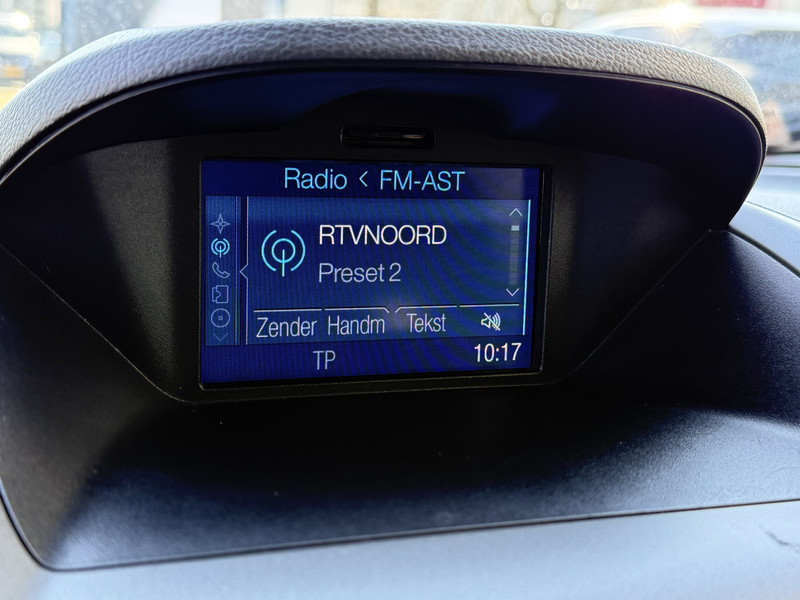 Radio < FM-AST
RTVNOORD
Preset 2
Zender Handm Tekst
TP 10:17